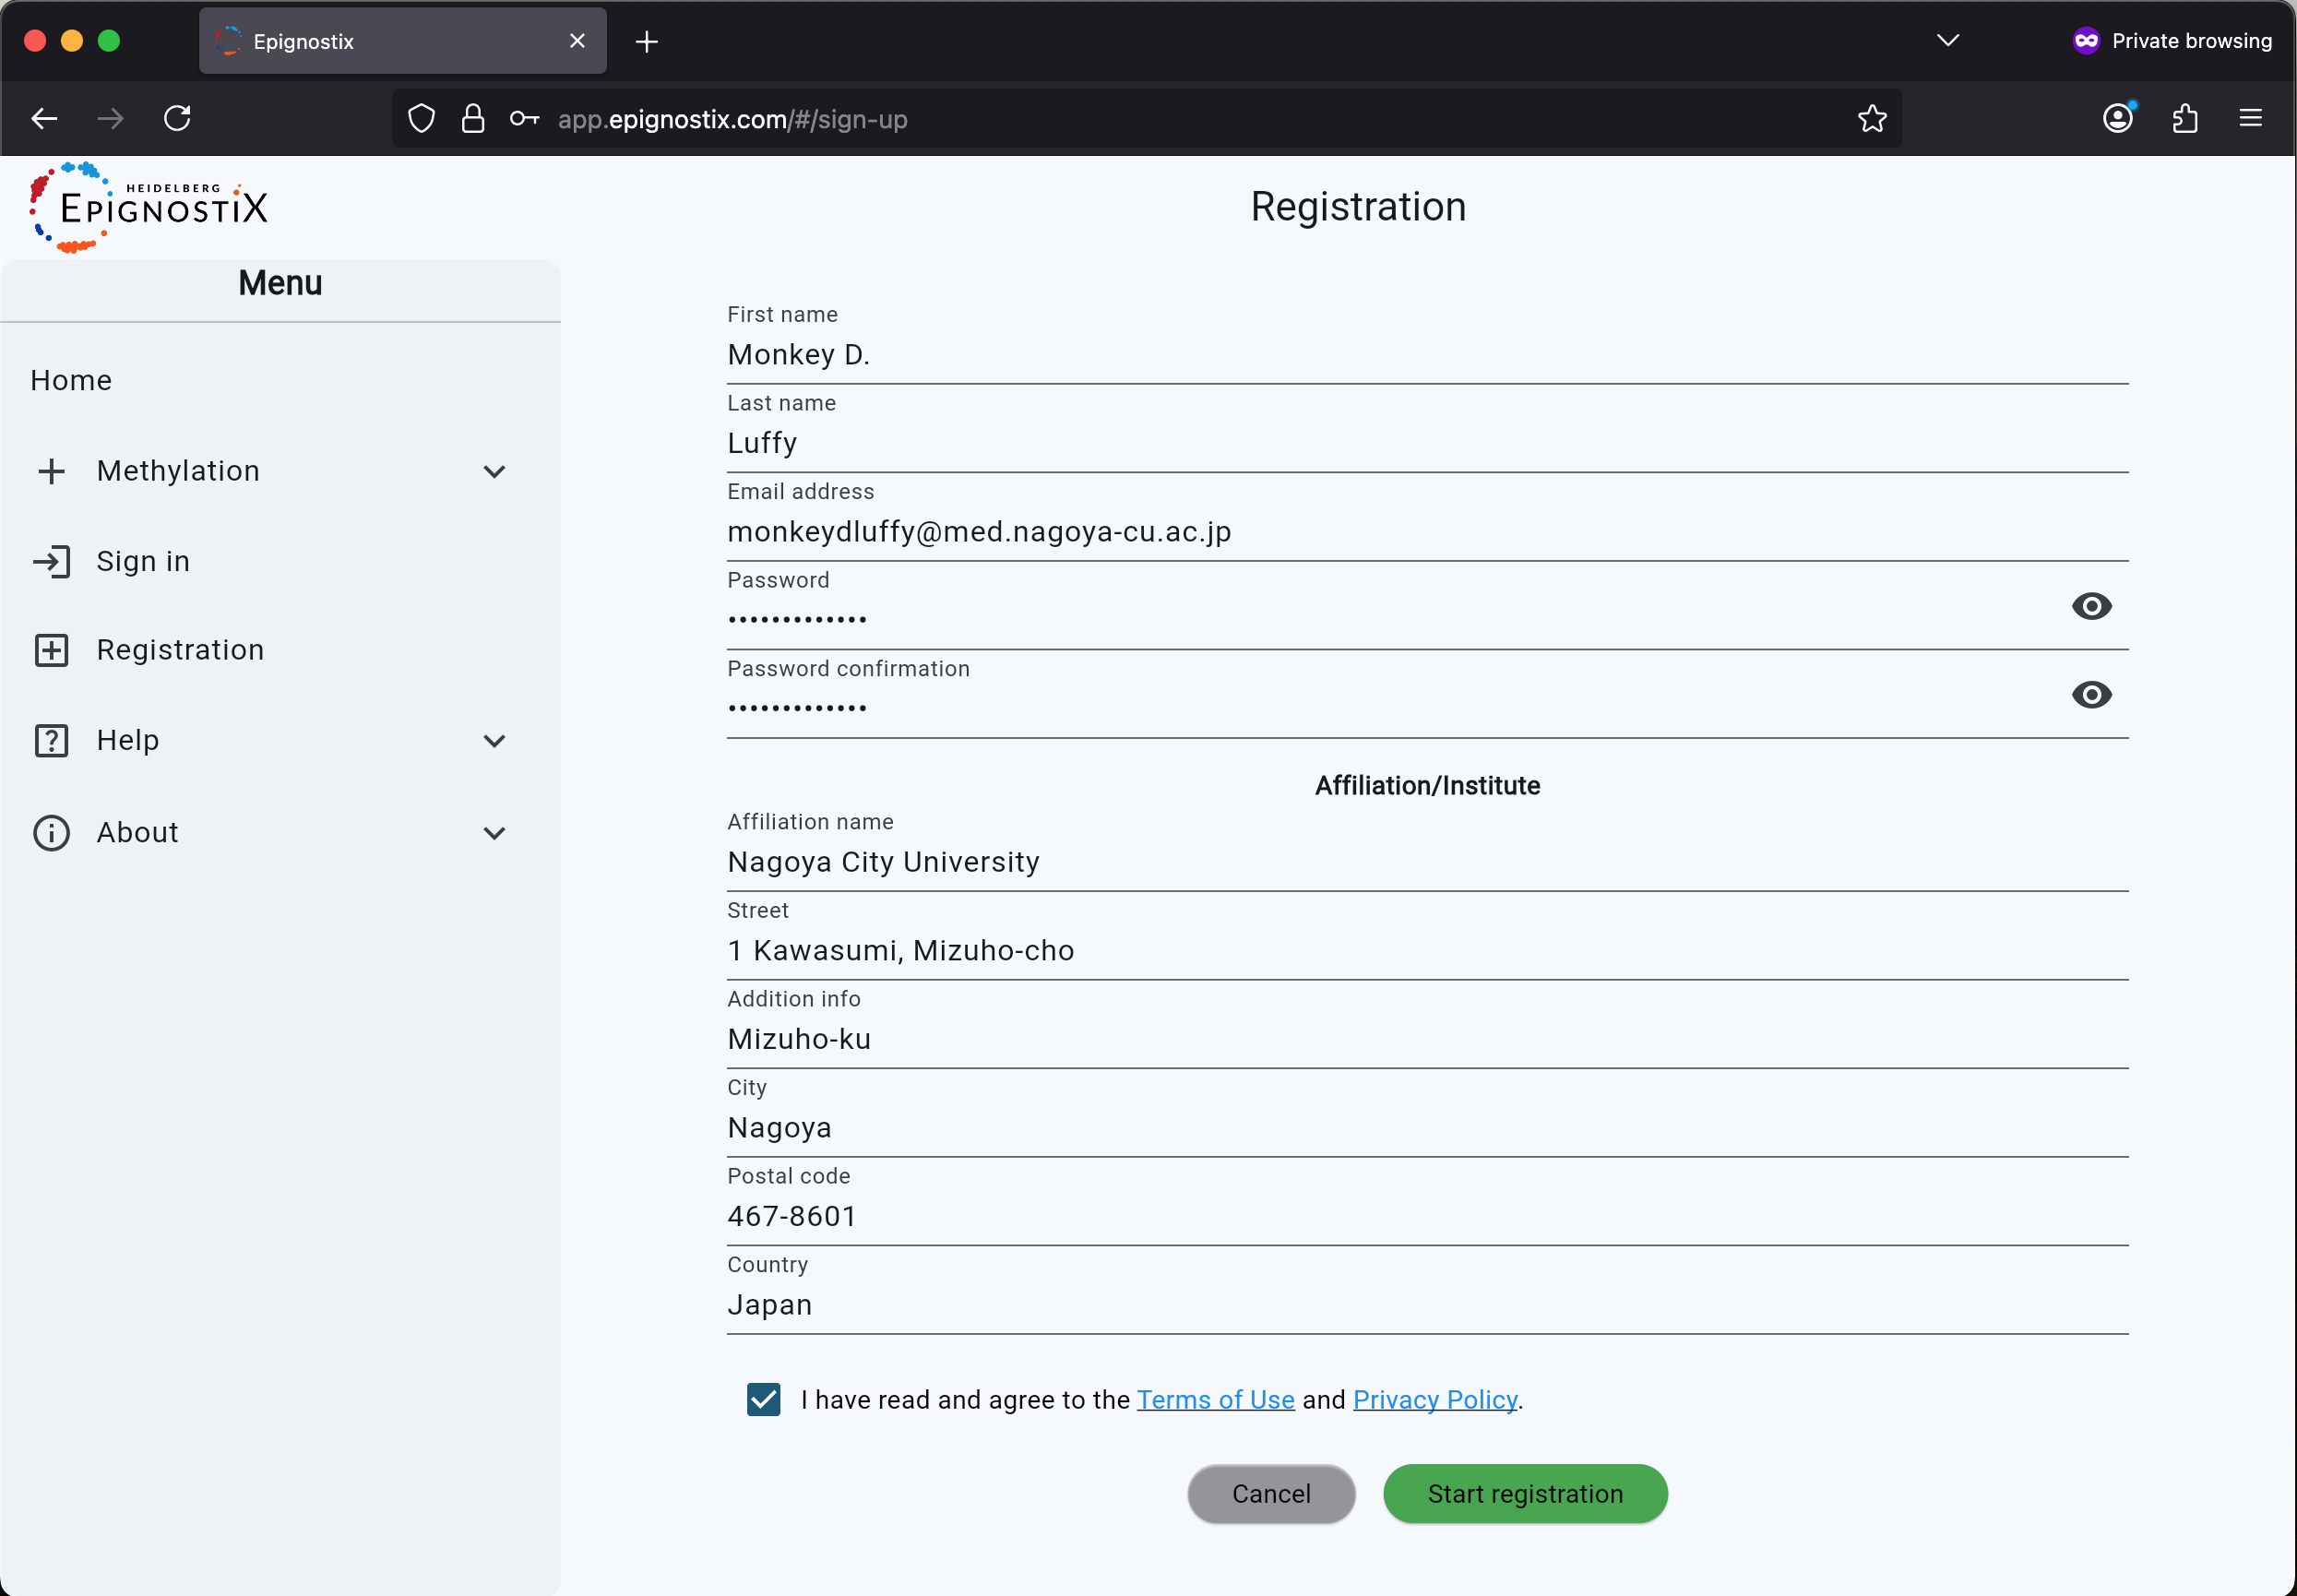 Epignostix
Private browsing
app.epignostix.com/#/sign-up
HEIDELBERG
EPIGNOSTIX
Registration
Menu
Home
Methylation
Sign in
Registration
Help
About
First name
Monkey D.
Last name
Luffy
Email address
monkeydluffy@med.nagoya-cu.ac.jp
Password
•••••••••••••
Password confirmation
•••••••••••••
Affiliation/Institute
Affiliation name
Nagoya City University
Street
1 Kawasumi, Mizuho-cho
Addition info
Mizuho-ku
City
Nagoya
Postal code
467-8601
Country
Japan
I have read and agree to the Terms of Use and Privacy Policy.
Cancel
Start registration